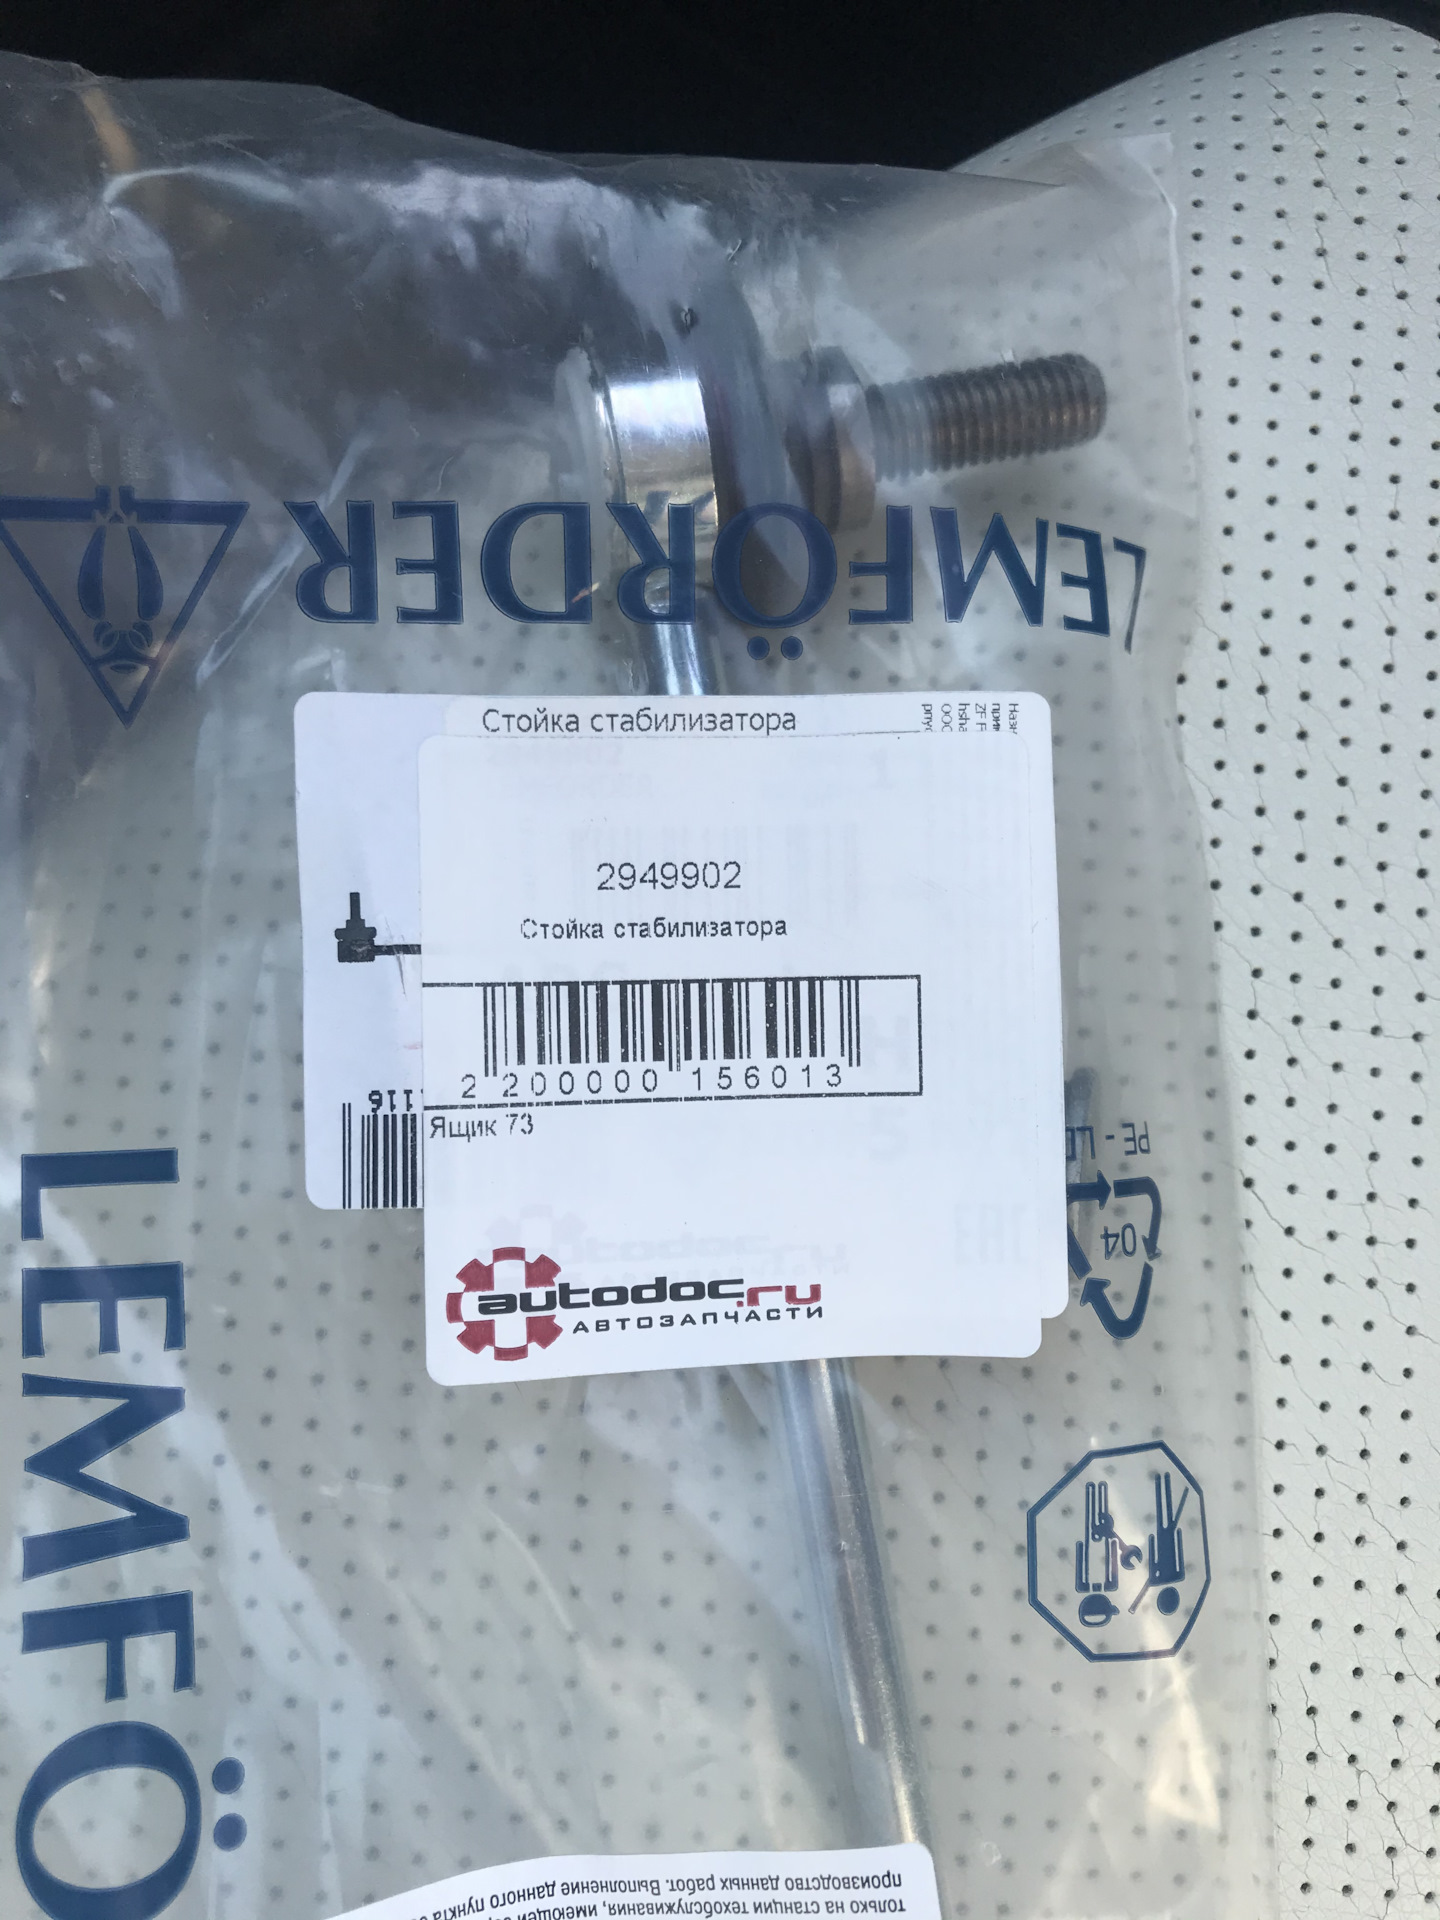 LEMFÖRDER
Стойка стабилизатора
2949902
Стойка стабилизатора
2 200000 156013
Ящик 73
autodoc.ru
АВТОЗАПЧАСТИ
116
PE - LD
04
LEMFÖ
только на станции техобслуживания, имеющей
производство данных работ. Выполнение данного пункта